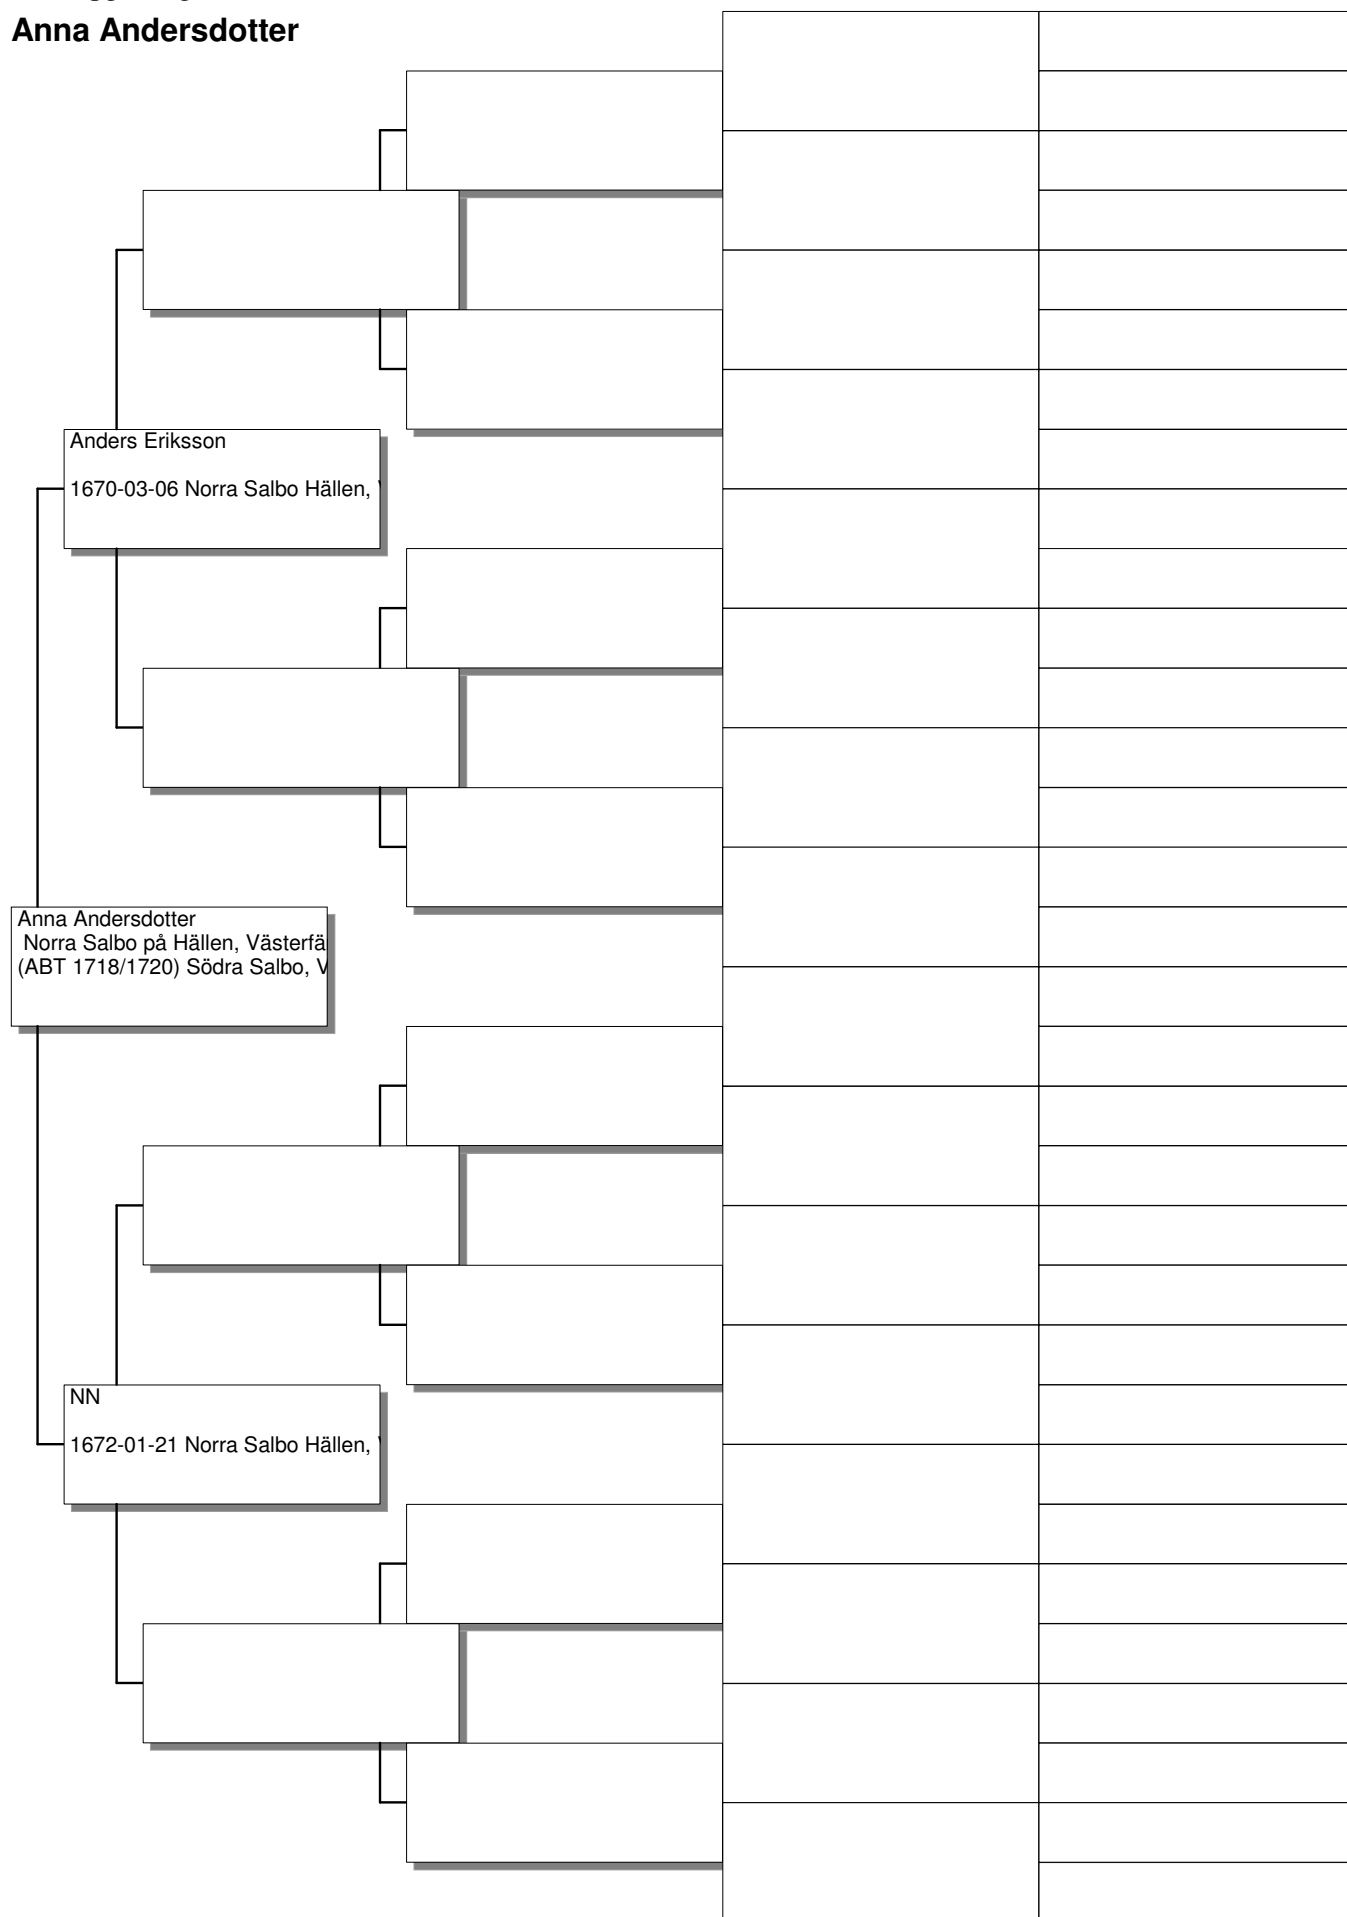 Anna Andersdotter
Anders Eriksson
1670-03-06 Norra Salbo Hällen,
Anna Andersdotter
Norra Salbo på Hällen, Västerfä
(ABT 1718/1720) Södra Salbo, V
NN
1672-01-21 Norra Salbo Hällen,